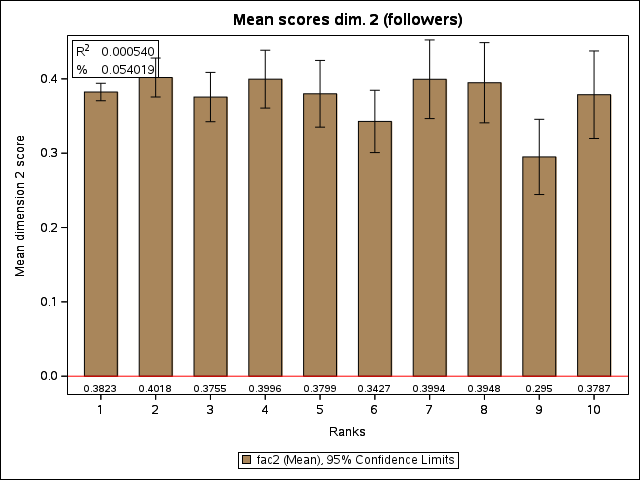 Mean scores dim. 2 (followers)
R² 0.000540
% 0.054019
0.4
0.3
0.2
0.1
0.0
Mean dimension 2 score
0.3823 0.4018 0.3755 0.3996 0.3799 0.3427 0.3994 0.3948 0.295 0.3787
1 2 3 4 5 6 7 8 9 10
Ranks
fac2 (Mean), 95% Confidence Limits